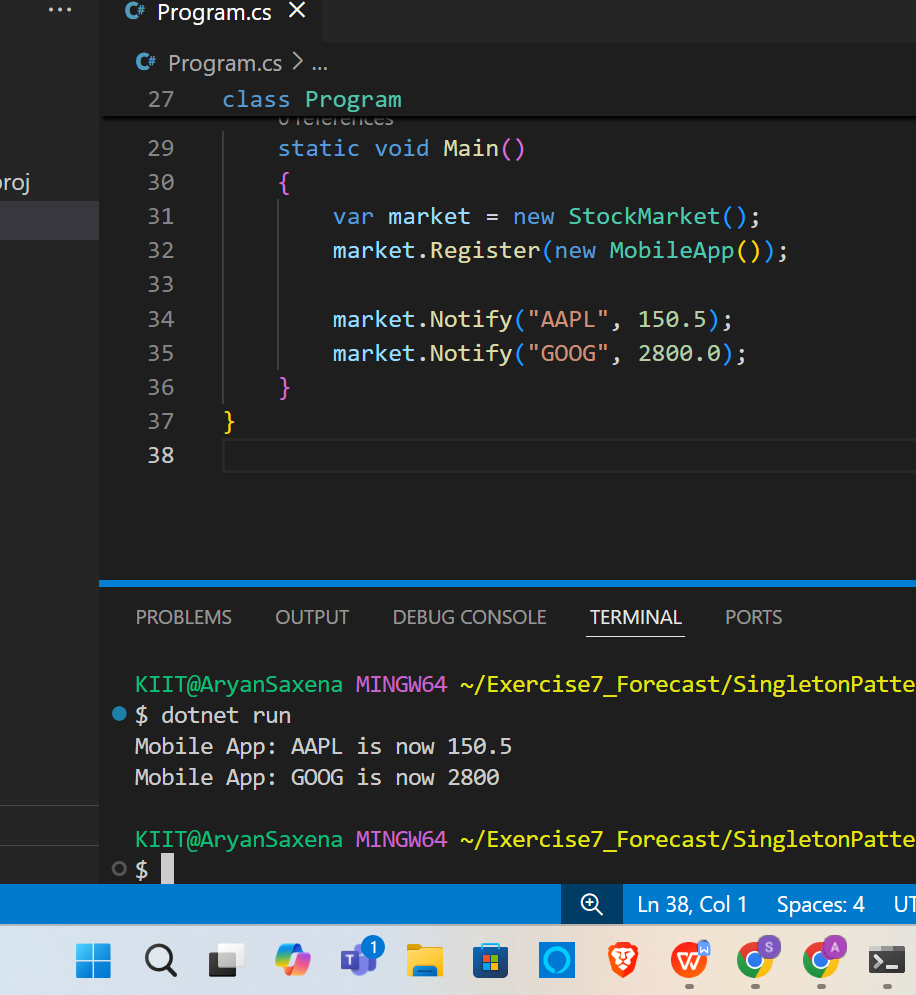 Program.cs
Program.cs > ...
27 class Program
0 references
29 static void Main()
30 {
31 var market = new StockMarket();
32 market.Register(new MobileApp());
33
34 market.Notify("AAPL", 150.5);
35 market.Notify("GOOG", 2800.0);
36 }
37 }
38
roj
PROBLEMS OUTPUT DEBUG CONSOLE TERMINAL PORTS
KIIT@AryanSaxena MINGW64 ~/Exercise7_Forecast/SingletonPatte
$ dotnet run
Mobile App: AAPL is now 150.5
Mobile App: GOOG is now 2800
KIIT@AryanSaxena MINGW64 ~/Exercise7_Forecast/SingletonPatte
$
Ln 38, Col 1 Spaces: 4 UT
1
S
A